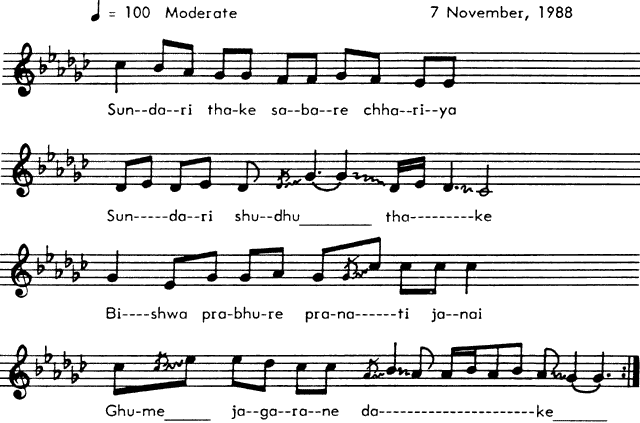 ♩ = 100 Moderate 7 November, 1988
Sun--da--ri tha-ke sa--ba--re chha--ri--ya
Sun-----da--ri shu--dhu________ tha---------ke
Bi----shwa pra-bhu-re pra-na------ti ja--nai
Ghu-me_____ ja--ga--ra--ne da--------------------ke______